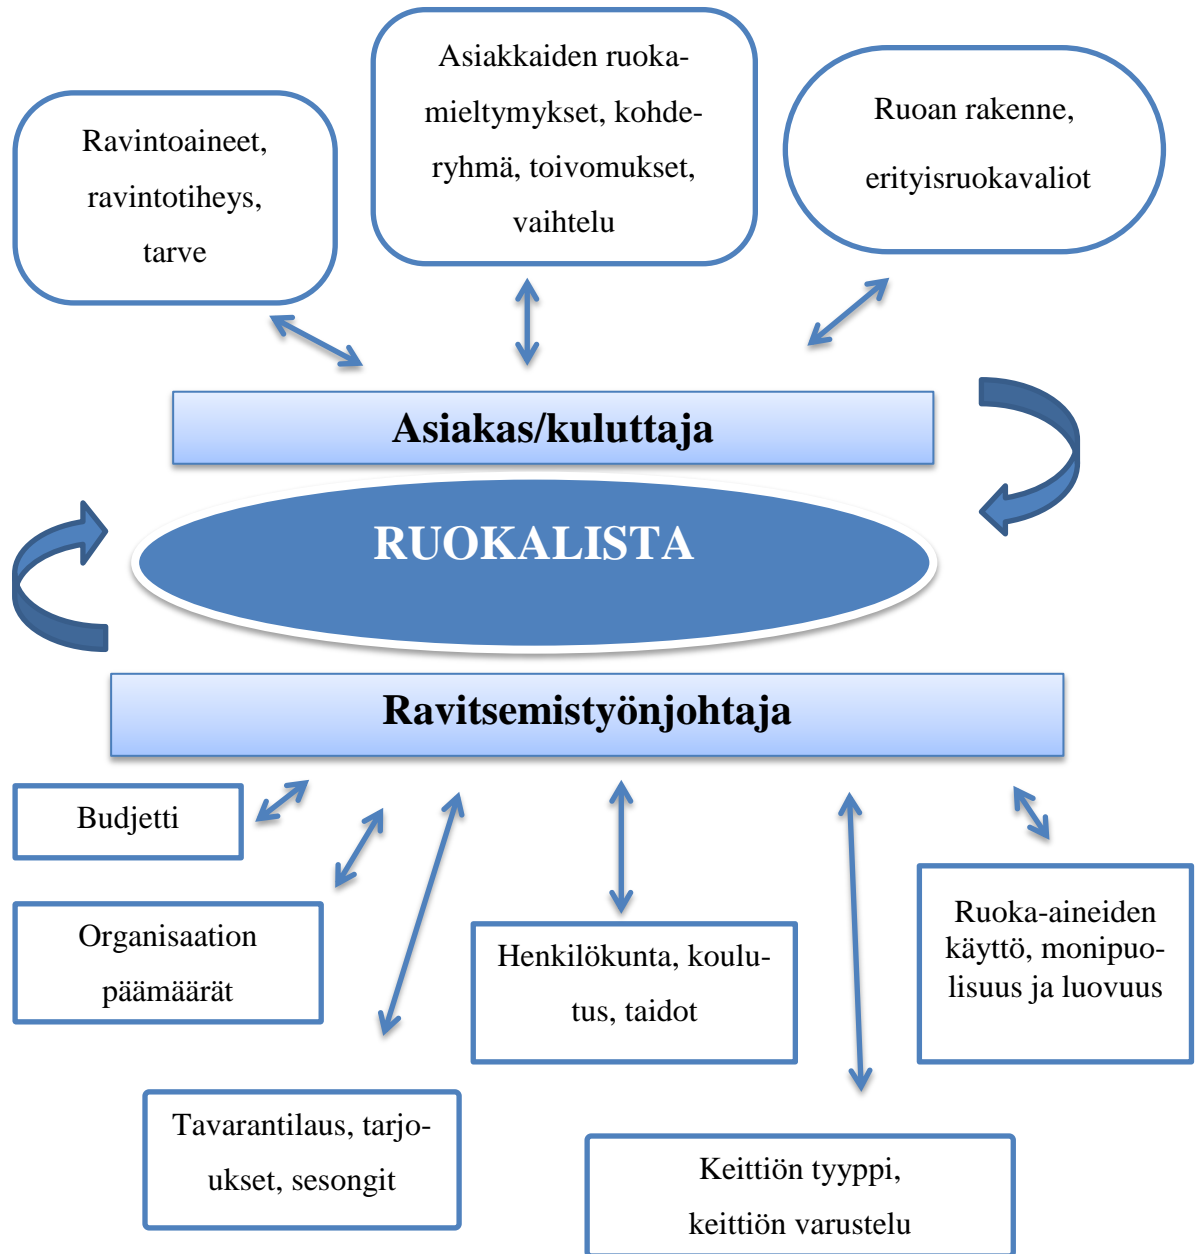 Ravintoaineet,
ravintotiheys,
tarve
Asiakkaiden ruoka-
mieltymykset, kohde-
ryhmä, toivomukset,
vaihtelu
Ruoan rakenne,
erityisruokavaliot
Asiakas/kuluttaja
RUOKALISTA
Ravitsemistyönjohtaja
Budjetti
Organisaation
päämäärät
Tavarantilaus, tarjo-
ukset, sesongit
Henkilökunta, koulu-
tus, taidot
Keittiön tyyppi,
keittiön varustelu
Ruoka-aineiden
käyttö, monipuo-
lisuus ja luovuus